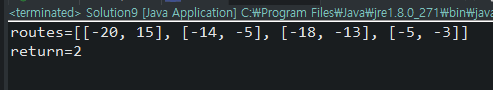 <terminated> Solution9 [Java Application] C:₩Program Files₩Java₩jre1.8.0_271₩bin₩java
routes=[[-20, 15], [-14, -5], [-18, -13], [-5, -3]]
return=2